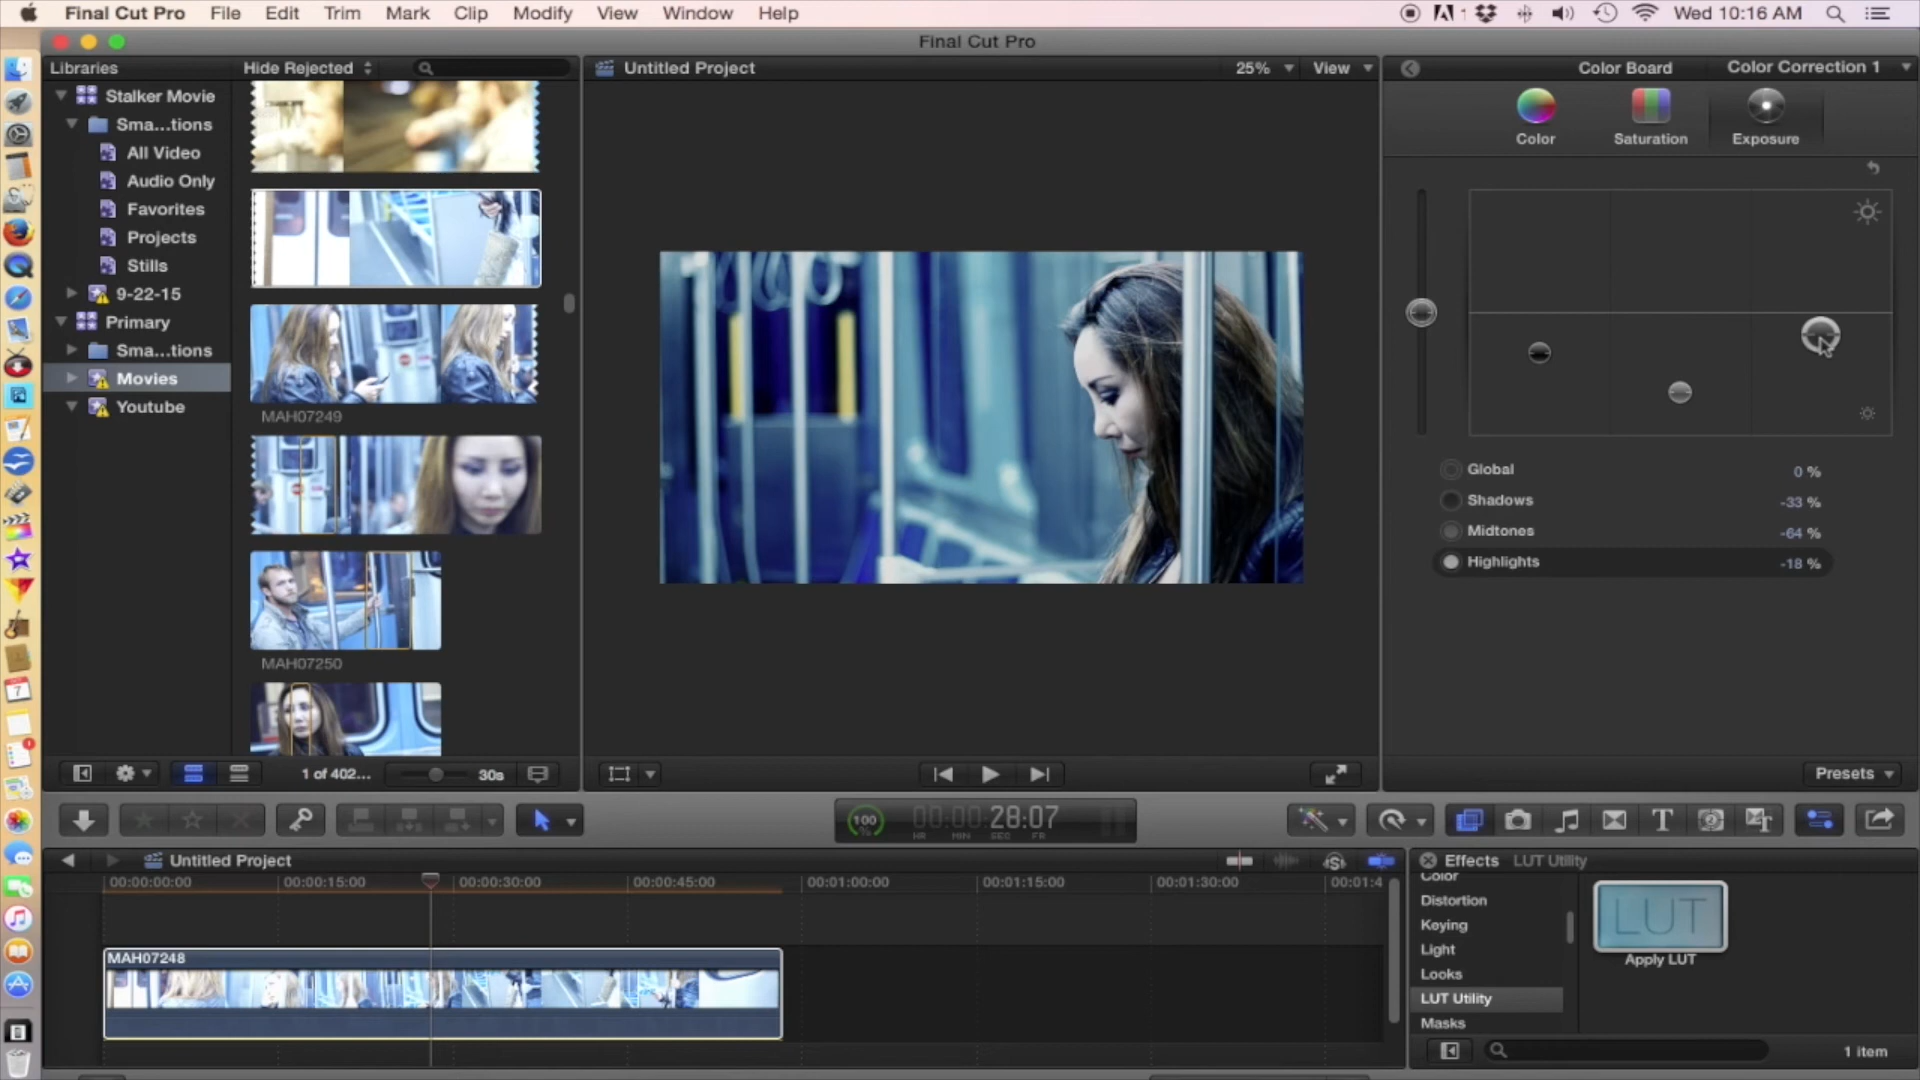 Final Cut Pro File Edit Trim Mark Clip Modify View Window Help Wed 10:16 AM
Final Cut Pro
Libraries Hide Rejected Untitled Project 25% View Color Board Color Correction 1
Stalker Movie
Sma...tions
All Video
Audio Only
Favorites
Projects
Stills
9-22-15
Primary
Sma...tions
Movies
Youtube
MAH07249
MAH07250
Color Saturation Exposure
Global 0 %
Shadows -33 %
Midtones -64 %
Highlights -18 %
1 of 402... 30s Presets
100 % 00:00:28:07
HR MIN SEC FR
Untitled Project
00:00:00:00 00:00:15:00 00:00:30:00 00:00:45:00 00:01:00:00 00:01:15:00 00:01:30:00 00:01:4
MAH07248
Effects LUT Utility
Color
Distortion
Keying
Light
Looks
LUT Utility
Masks
LUT
Apply LUT
1 item